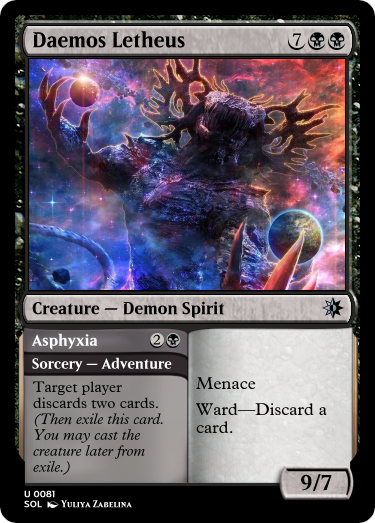 Daemos Letheus 7
Creature — Demon Spirit
Asphyxia 2
Sorcery — Adventure
Target player
discards two cards.
(Then exile this card.
You may cast the
creature later from
exile.)
Menace
Ward—Discard a
card.
9/7
U 0081
SOL Yuliya Zabelina